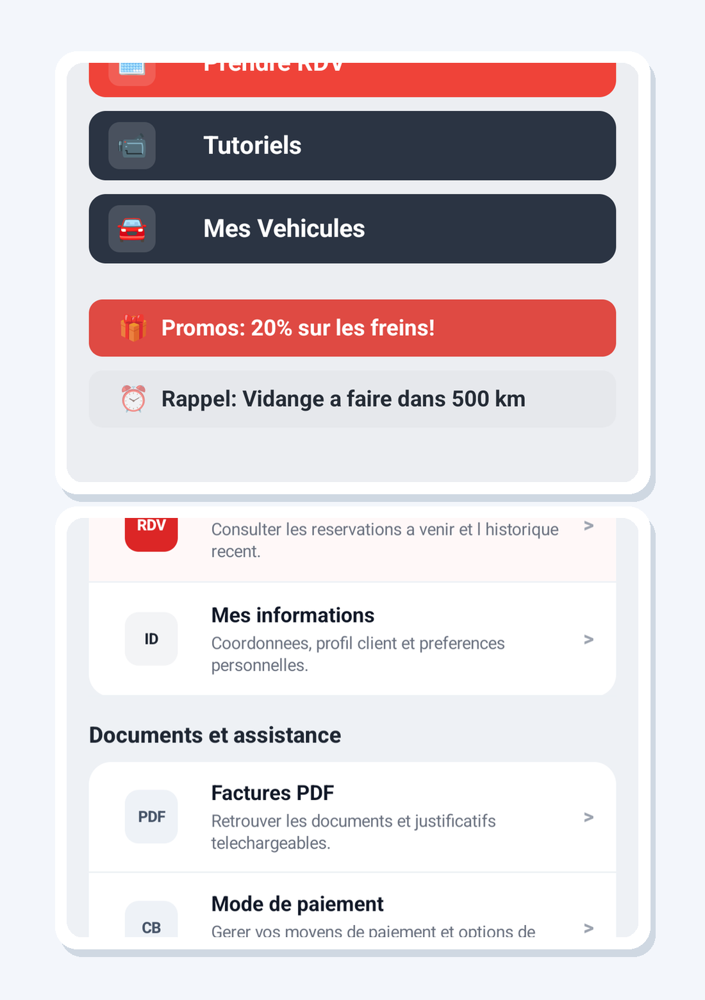 Prendre RDV
Tutoriels
Mes Vehicules
Promos: 20% sur les freins!
Rappel: Vidange a faire dans 500 km
RDV
Consulter les reservations a venir et l historique
recent.
>
Mes informations
ID
Coordonnees, profil client et preferences
personnelles.
>
Documents et assistance
Factures PDF
PDF
Retrouver les documents et justificatifs
telechargeables.
>
Mode de paiement
CB
Gerer vos moyens de paiement et options de
>